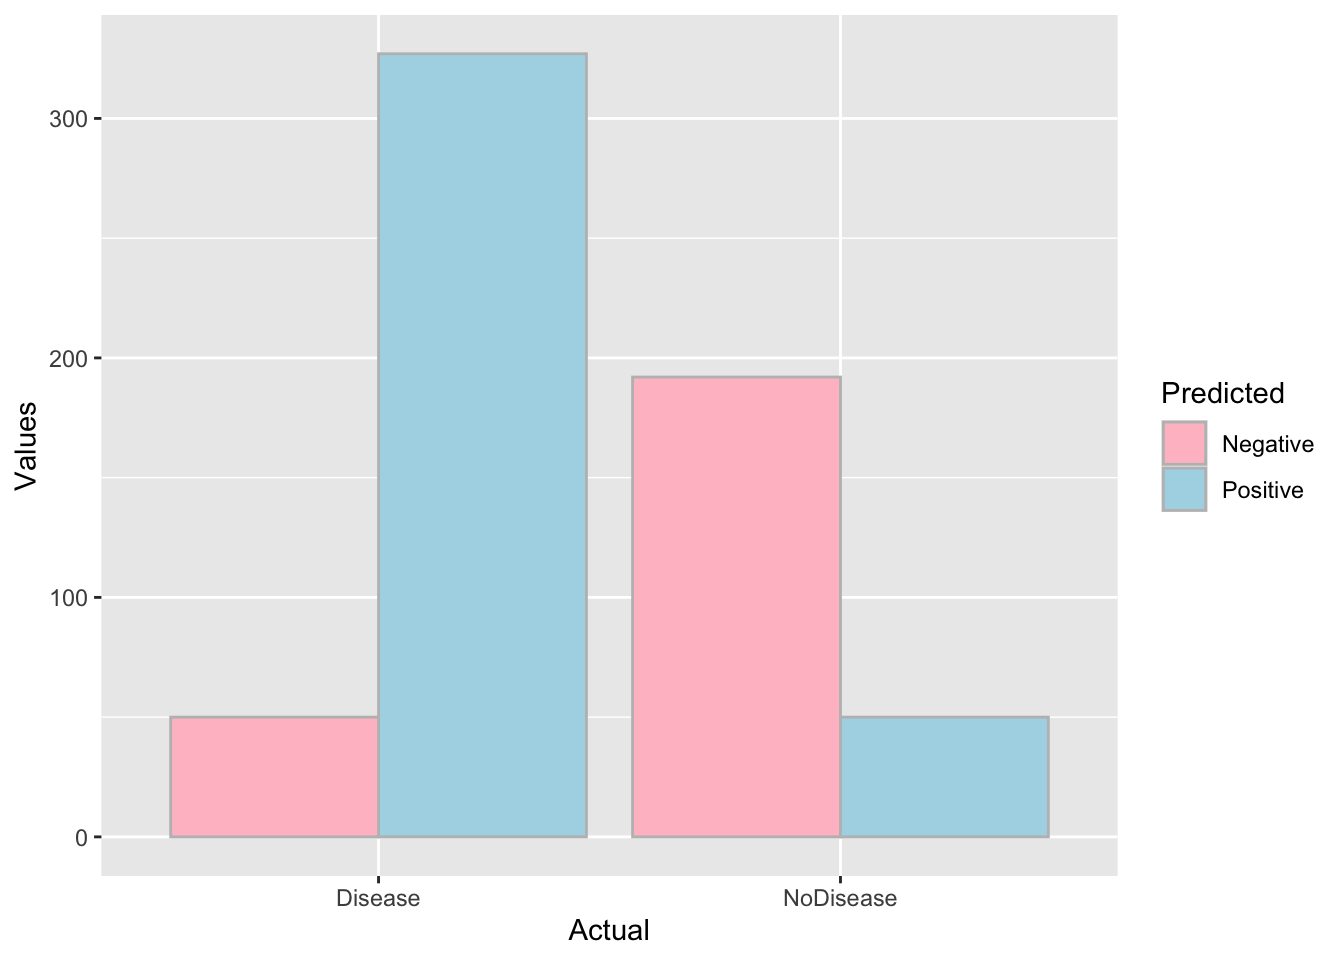 300
200
100
0
Values
Disease
NoDisease
Actual
Predicted
Negative
Positive